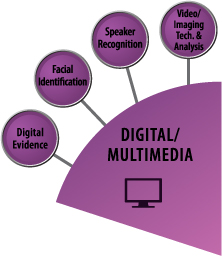 Video/
Imaging
Tech. &
Analysis
Speaker
Recognition
Facial
Identification
Digital
Evidence
DIGITAL/
MULTIMEDIA